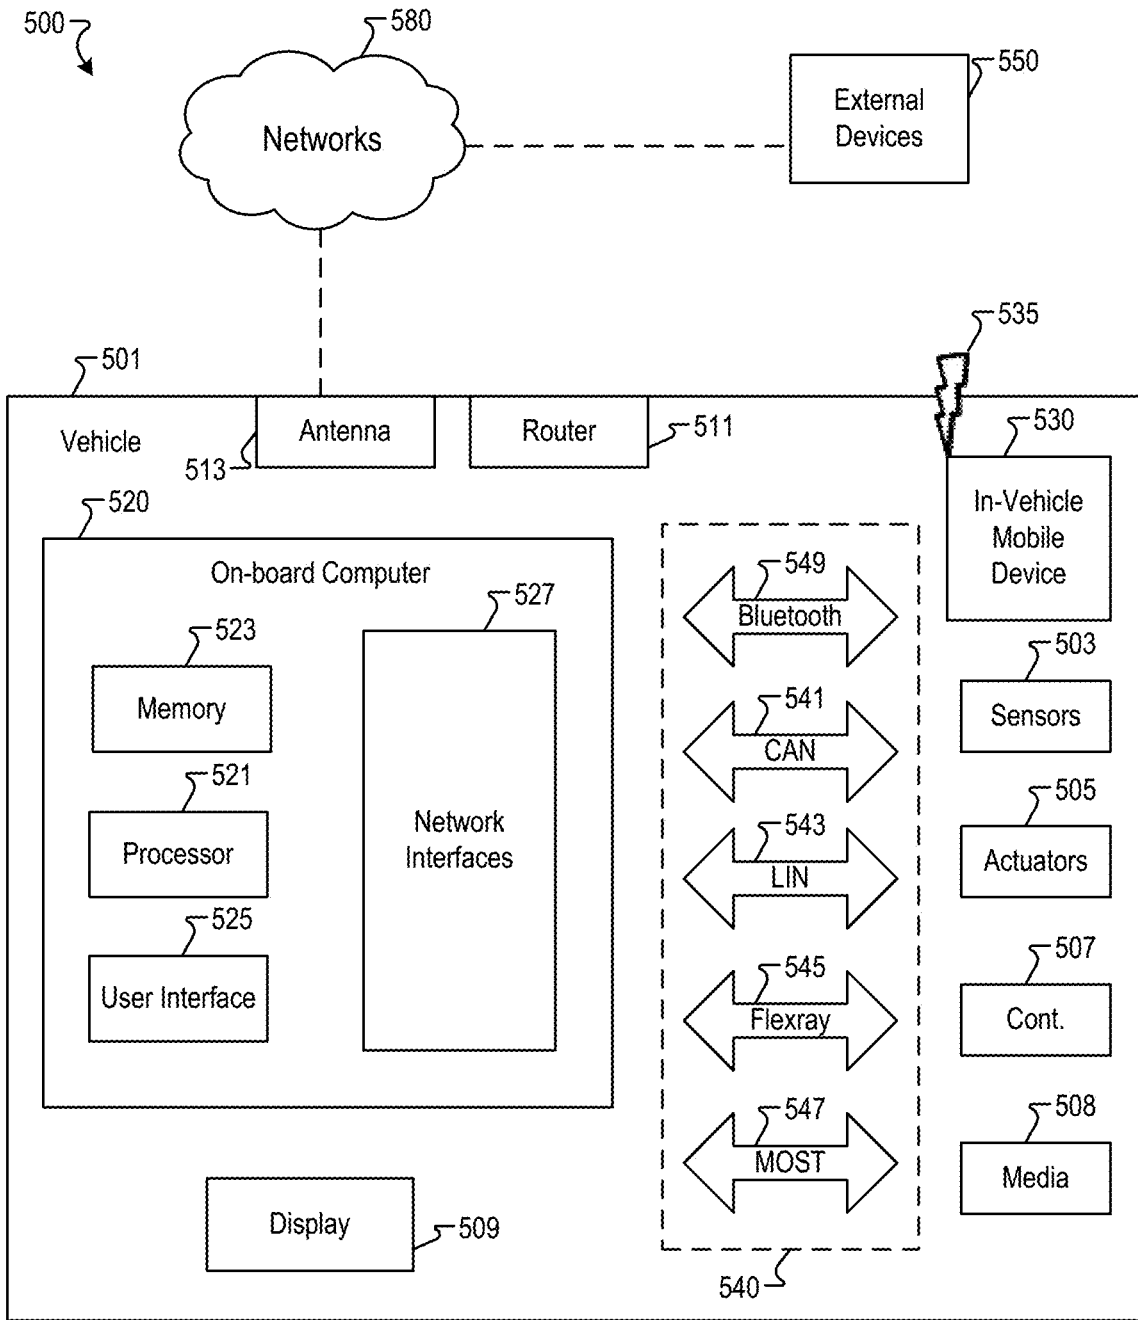 500
580
550
Networks
External
Devices
535
501
Vehicle
513
Antenna
Router
511
530
In-Vehicle
Mobile
Device
520
On-board Computer
523
Memory
521
Processor
525
User Interface
527
Network
Interfaces
549
Bluetooth
541
CAN
543
LIN
545
Flexray
547
MOST
540
503
Sensors
505
Actuators
507
Cont.
508
Media
Display
509